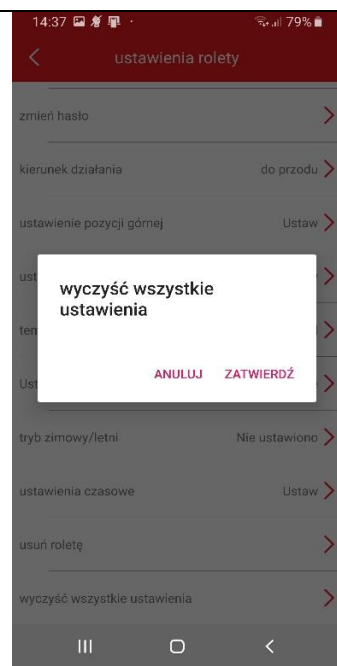 14:37
79%
ustawienia rolety
zmień hasło
kierunek działania do przodu
ustawienie pozycji górnej Ustaw
ust
wyczyść wszystkie
ustawienia
ANULUJ ZATWIERDŹ
tryb zimowy/letni Nie ustawiono
ustawienia czasowe Ustaw
usuń roletę
wyczyść wszystkie ustawienia